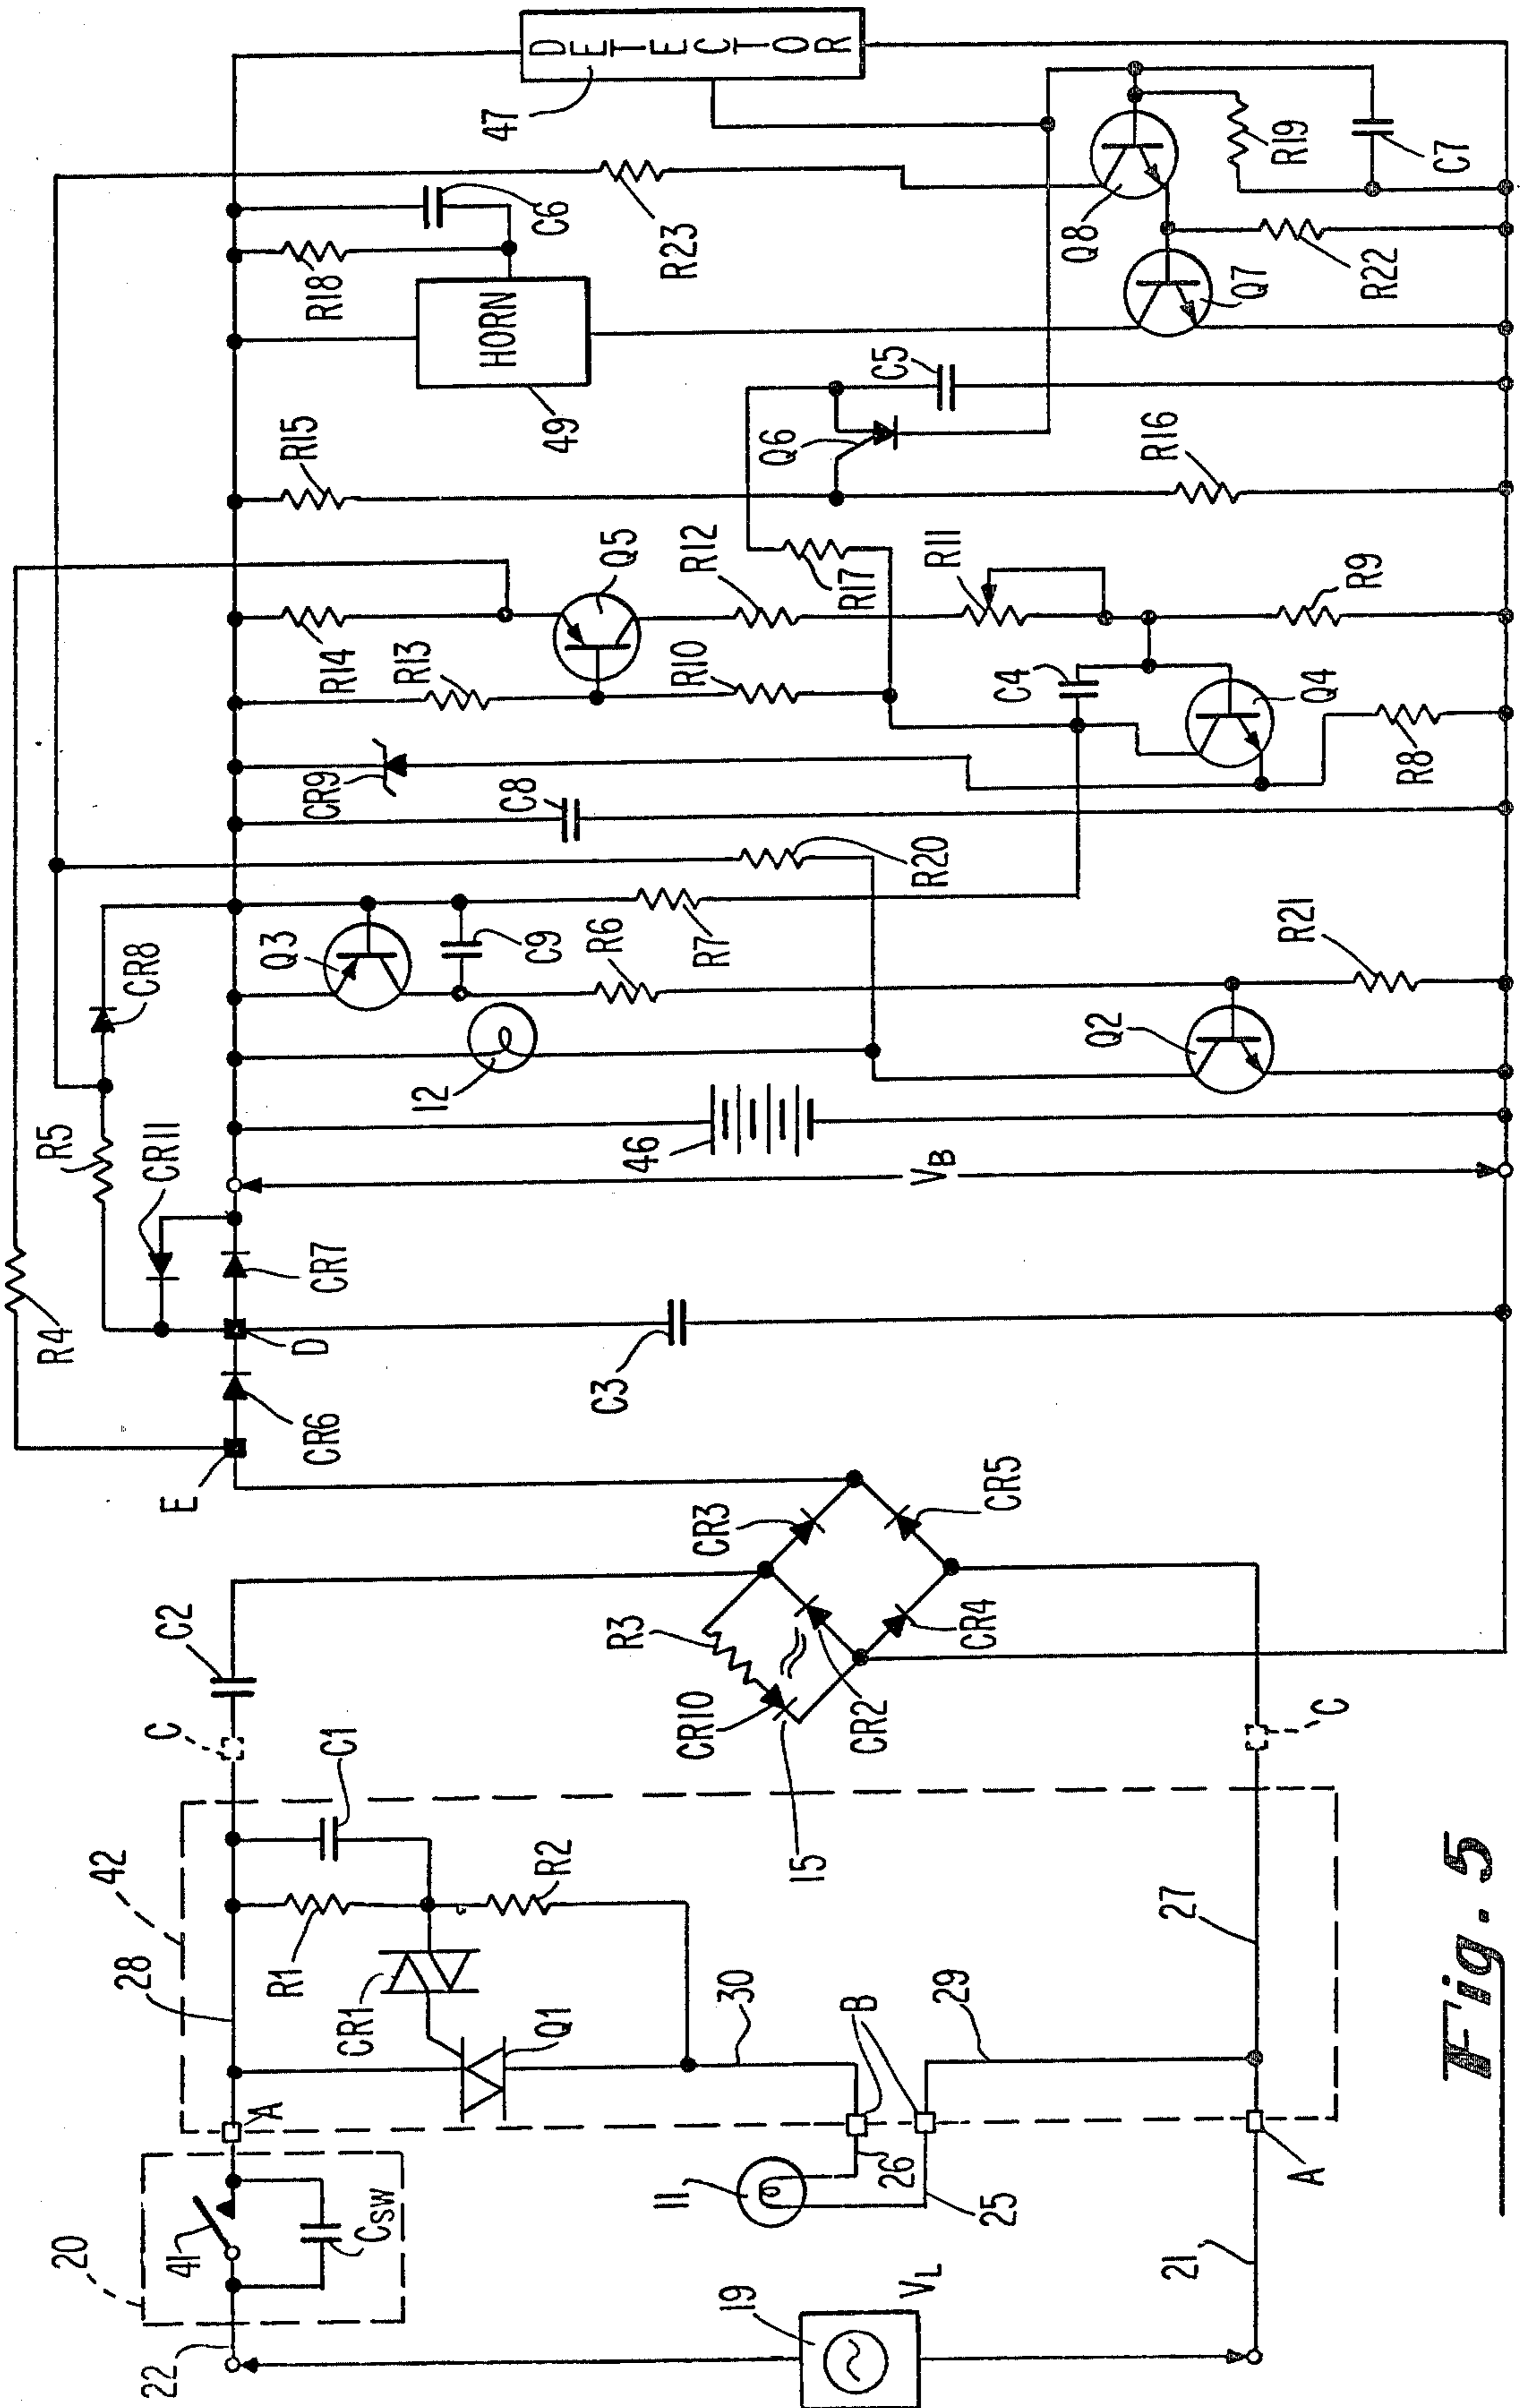 22
20
41
CSW
A
28
42
C
C2
C1
R1
R2
CR1
Q1
30
B
26
29
11
25
19
VL
21
A
27
C
15
R3
CR10
CR2
CR3
CR4
CR5
E
CR6
D
C3
R4
CR7
CR11
R5
VB
46
12
CR8
Q3
C9
R6
R7
Q2
R21
R20
C8
CR9
R13
R14
Q5
R10
R12
C4
R11
R17
Q4
R8
R9
R15
Q6
C5
R16
49
HORN
R18
C6
R23
Q8
Q7
R22
R19
C7
47
DETECTOR
Fig. 5